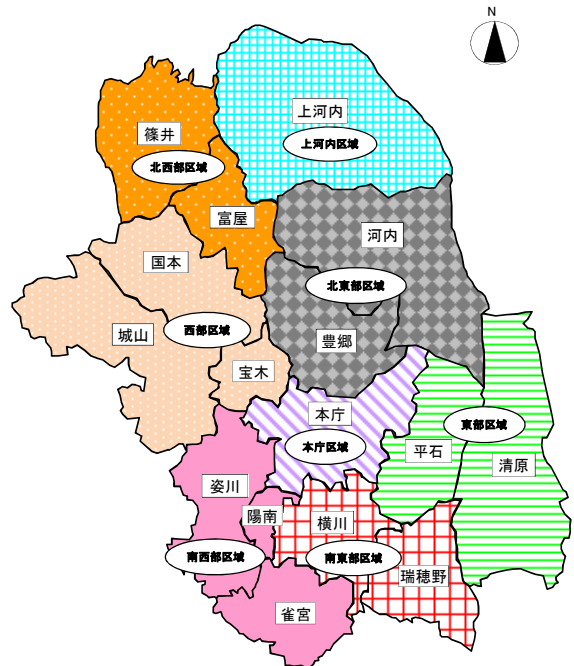 N
上河内
上河内区域
篠井
北西部区域
富屋
河内
国本
北東部区域
城山
西部区域
豊郷
宝木
本庁
東部区域
本庁区域
平石
清原
姿川
陽南
横川
南西部区域
南東部区域
瑞穂野
雀宮